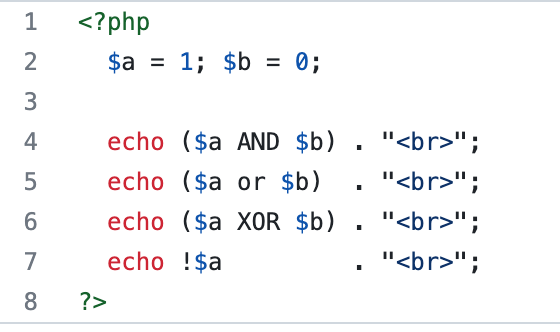 1 <?php
2   $a = 1; $b = 0;
3
4   echo ($a AND $b) . "<br>";
5   echo ($a or $b)  . "<br>";
6   echo ($a XOR $b) . "<br>";
7   echo !$a         . "<br>";
8 ?>